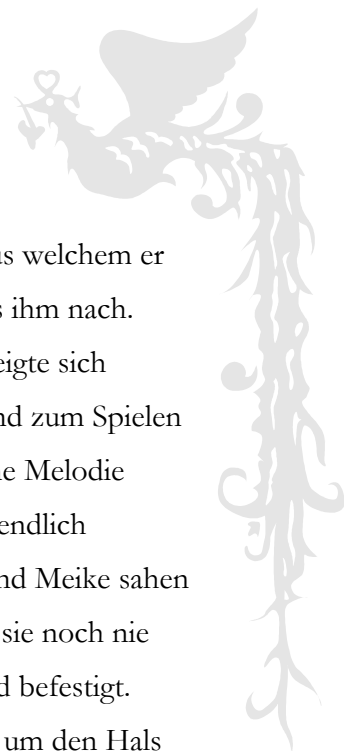 us welchem er
s ihm nach.
eigte sich
nd zum Spielen
ne Melodie
endlich
nd Meike sahen
sie noch nie
d befestigt.
um den Hals